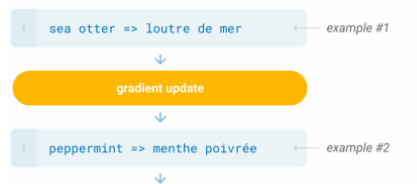 1 sea otter => loutre de mer example #1
gradient update
1 peppermint => menthe poivrée example #2